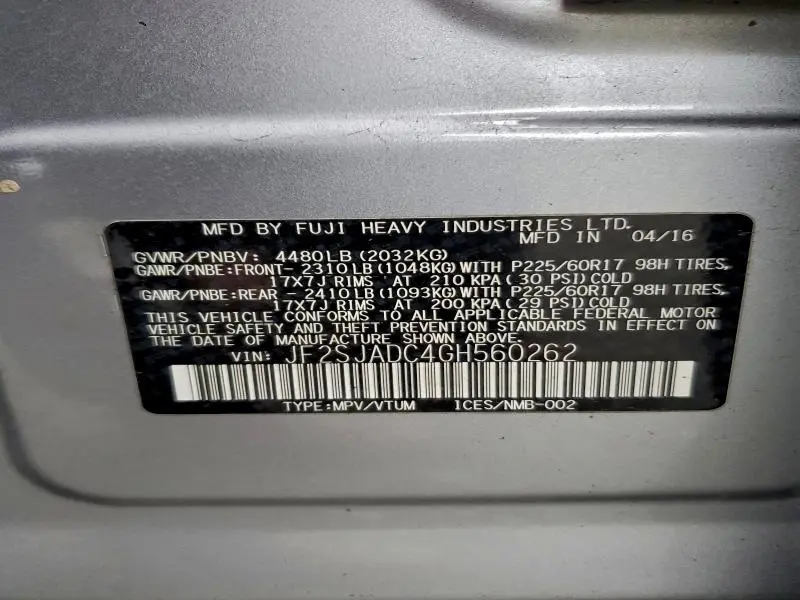 MFD BY FUJI HEAVY INDUSTRIES LTD.
MFD IN 04/16
GVWR/PNBV: 4480LB (2032KG)
GAWR/PNBE:FRONT- 2310LB (1048KG) WITH P225/60R17 98H TIRES,
17X7J RIMS AT 210 KPA (30 PSI) COLD
GAWR/PNBE:REAR - 2410LB (1093KG) WITH P225/60R17 98H TIRES,
17X7J RIMS AT 200 KPA (29 PSI) COLD
THIS VEHICLE CONFORMS TO ALL APPLICABLE FEDERAL MOTOR
VEHICLE SAFETY AND THEFT PREVENTION STANDARDS IN EFFECT ON
THE DATE OF MANUFACTURE SHOWN ABOVE.
VIN: JF2SJADC4GH560262
TYPE:MPV/VTUM ICES/NMB-002